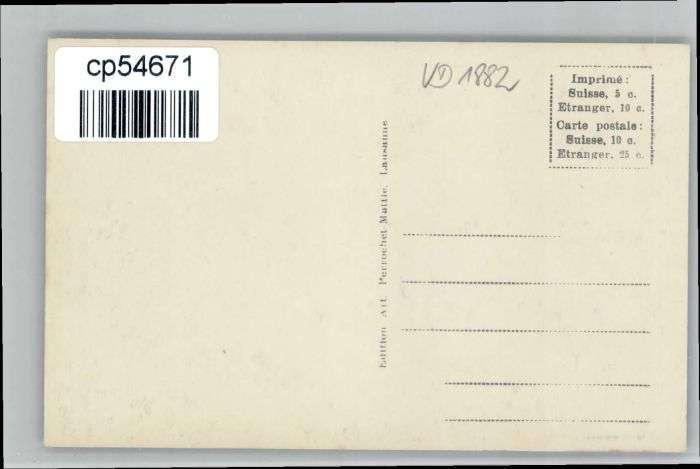 cp54671
VD 1882
Imprimé:
Suisse, 5 c.
Etranger, 10 c.
Carte postale:
Suisse, 10 c.
Etranger, 25 c.
Edition Art. Perrochet-Matile, Lausanne